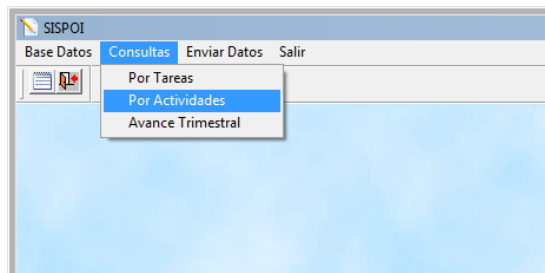 SISPOI
Base Datos Consultas Enviar Datos Salir
Por Tareas
Por Actividades
Avance Trimestral